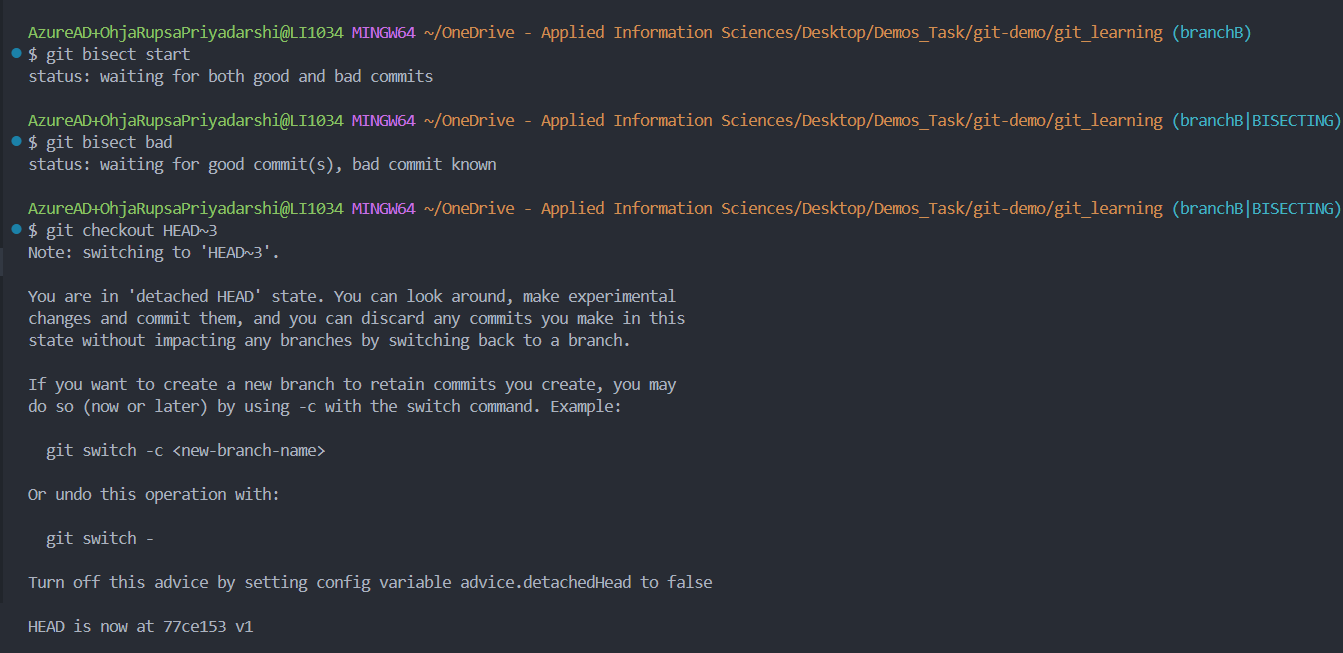 AzureAD+OhjaRupsaPriyadarshi@LI1034 MINGW64 ~/OneDrive - Applied Information Sciences/Desktop/Demos_Task/git-demo/git_learning (branchB)
$ git bisect start
status: waiting for both good and bad commits
AzureAD+OhjaRupsaPriyadarshi@LI1034 MINGW64 ~/OneDrive - Applied Information Sciences/Desktop/Demos_Task/git-demo/git_learning (branchB|BISECTING)
$ git bisect bad
status: waiting for good commit(s), bad commit known
AzureAD+OhjaRupsaPriyadarshi@LI1034 MINGW64 ~/OneDrive - Applied Information Sciences/Desktop/Demos_Task/git-demo/git_learning (branchB|BISECTING)
$ git checkout HEAD~3
Note: switching to 'HEAD~3'.
You are in 'detached HEAD' state. You can look around, make experimental
changes and commit them, and you can discard any commits you make in this
state without impacting any branches by switching back to a branch.
If you want to create a new branch to retain commits you create, you may
do so (now or later) by using -c with the switch command. Example:
git switch -c <new-branch-name>
Or undo this operation with:
git switch -
Turn off this advice by setting config variable advice.detachedHead to false
HEAD is now at 77ce153 v1